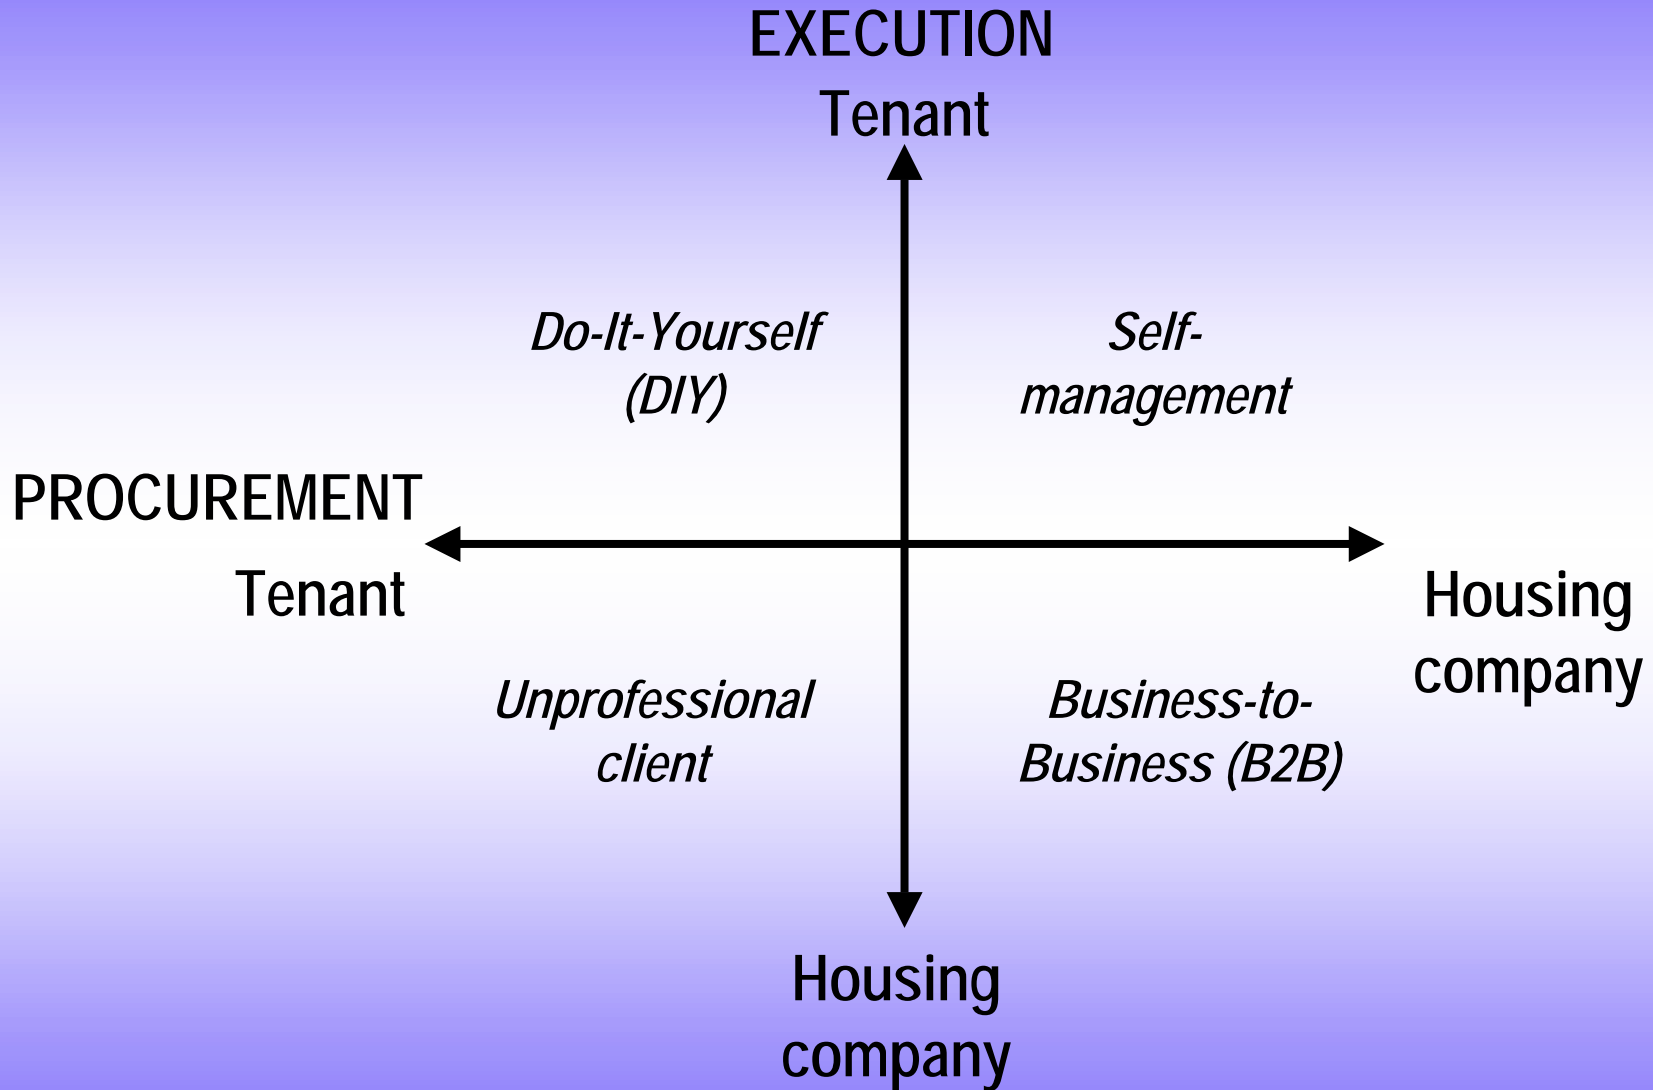 EXECUTION
Tenant
Do-It-Yourself
(DIY)
Self-
management
PROCUREMENT
Tenant
Housing
company
Unprofessional
client
Business-to-
Business (B2B)
Housing
company